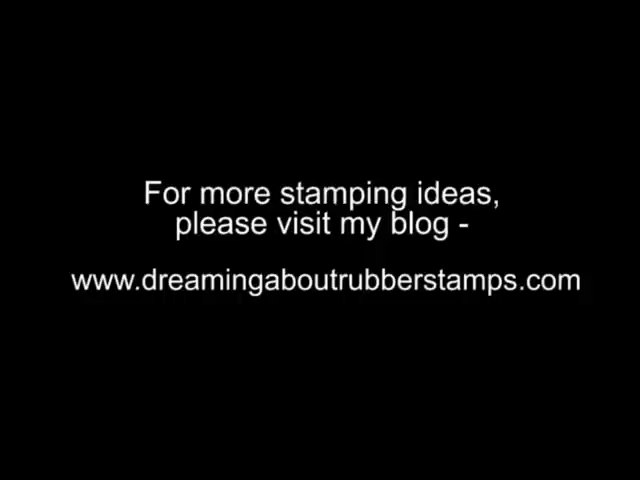 For more stamping ideas,
please visit my blog -
www.dreamingaboutrubberstamps.com